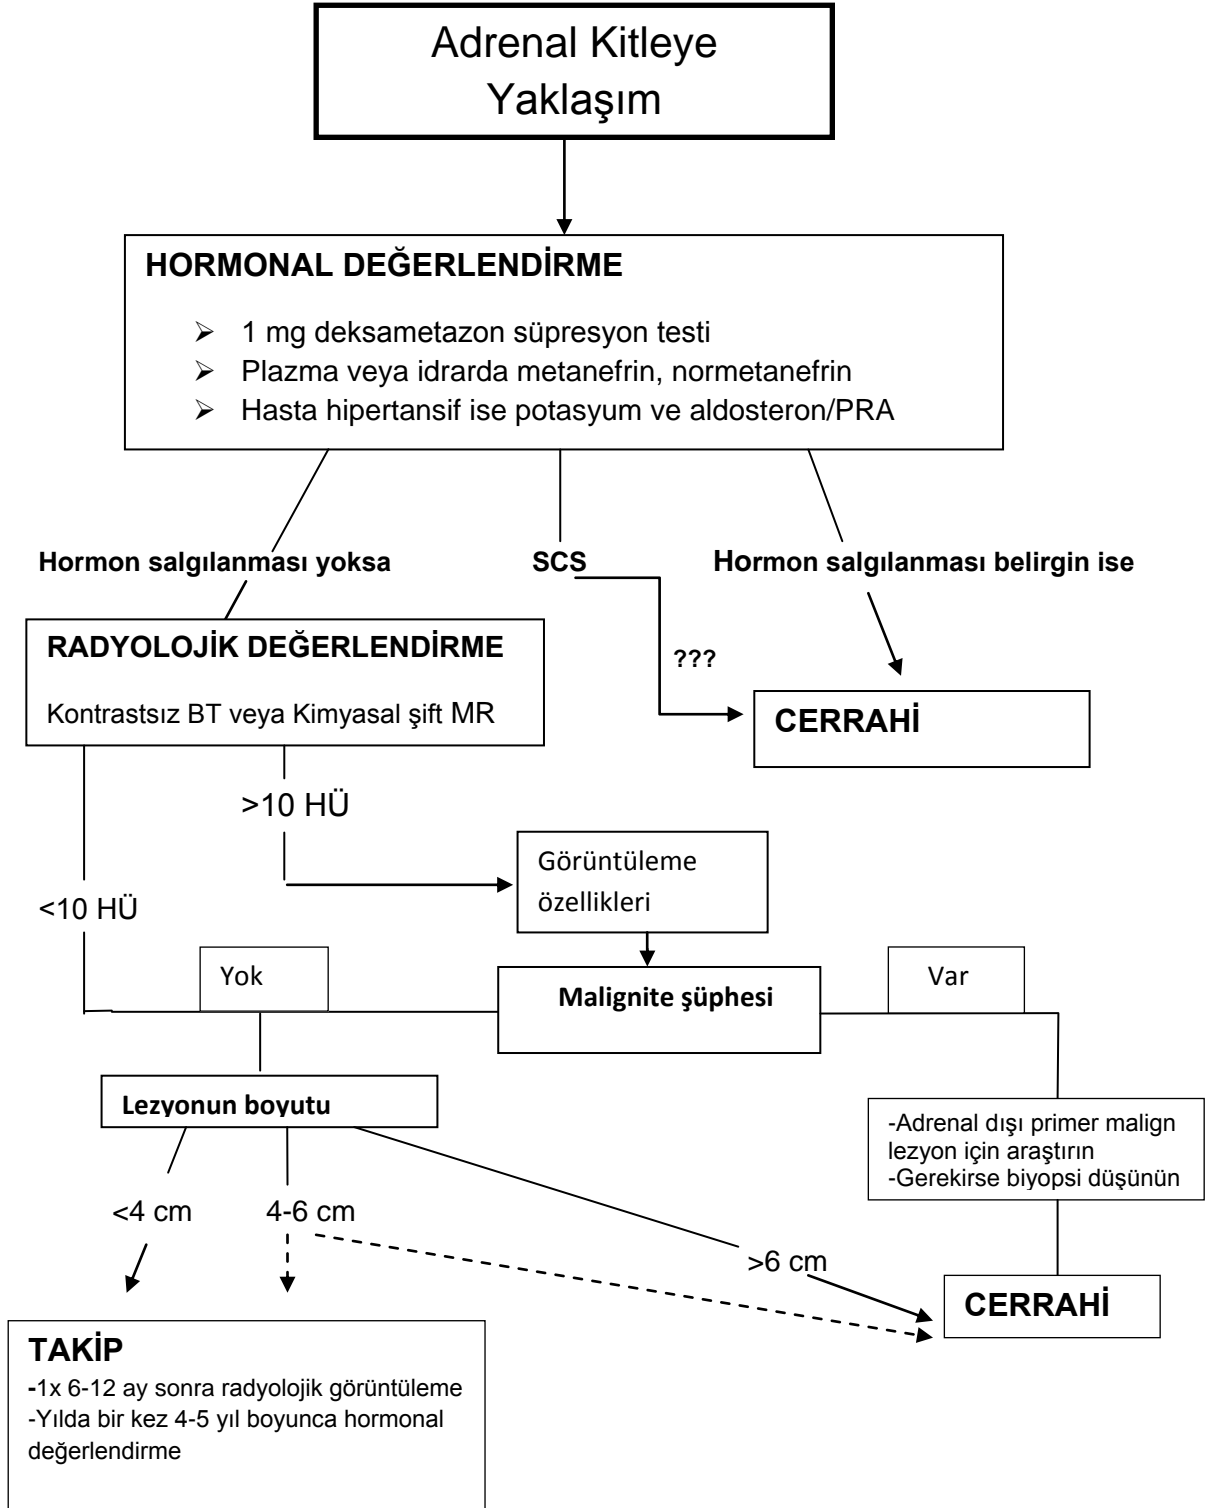 Adrenal Kitleye
Yaklaşım
HORMONAL DEĞERLENDİRME
➢ 1 mg deksametazon süpresyon testi
➢ Plazma veya idrarda metanefrin, normetanefrin
➢ Hasta hipertansif ise potasyum ve aldosteron/PRA
Hormon salgılanması yoksa
SCS
Hormon salgılanması belirgin ise
RADYOLOJİK DEĞERLENDİRME
Kontrastsız BT veya Kimyasal şift MR
???
CERRAHİ
>10 HÜ
<10 HÜ
Görüntüleme
özellikleri
Yok
Malignite şüphesi
Var
Lezyonun boyutu
-Adrenal dışı primer malign
lezyon için araştırın
-Gerekirse biyopsi düşünün
<4 cm
4-6 cm
>6 cm
CERRAHİ
TAKİP
-1x 6-12 ay sonra radyolojik görüntüleme
-Yılda bir kez 4-5 yıl boyunca hormonal
değerlendirme